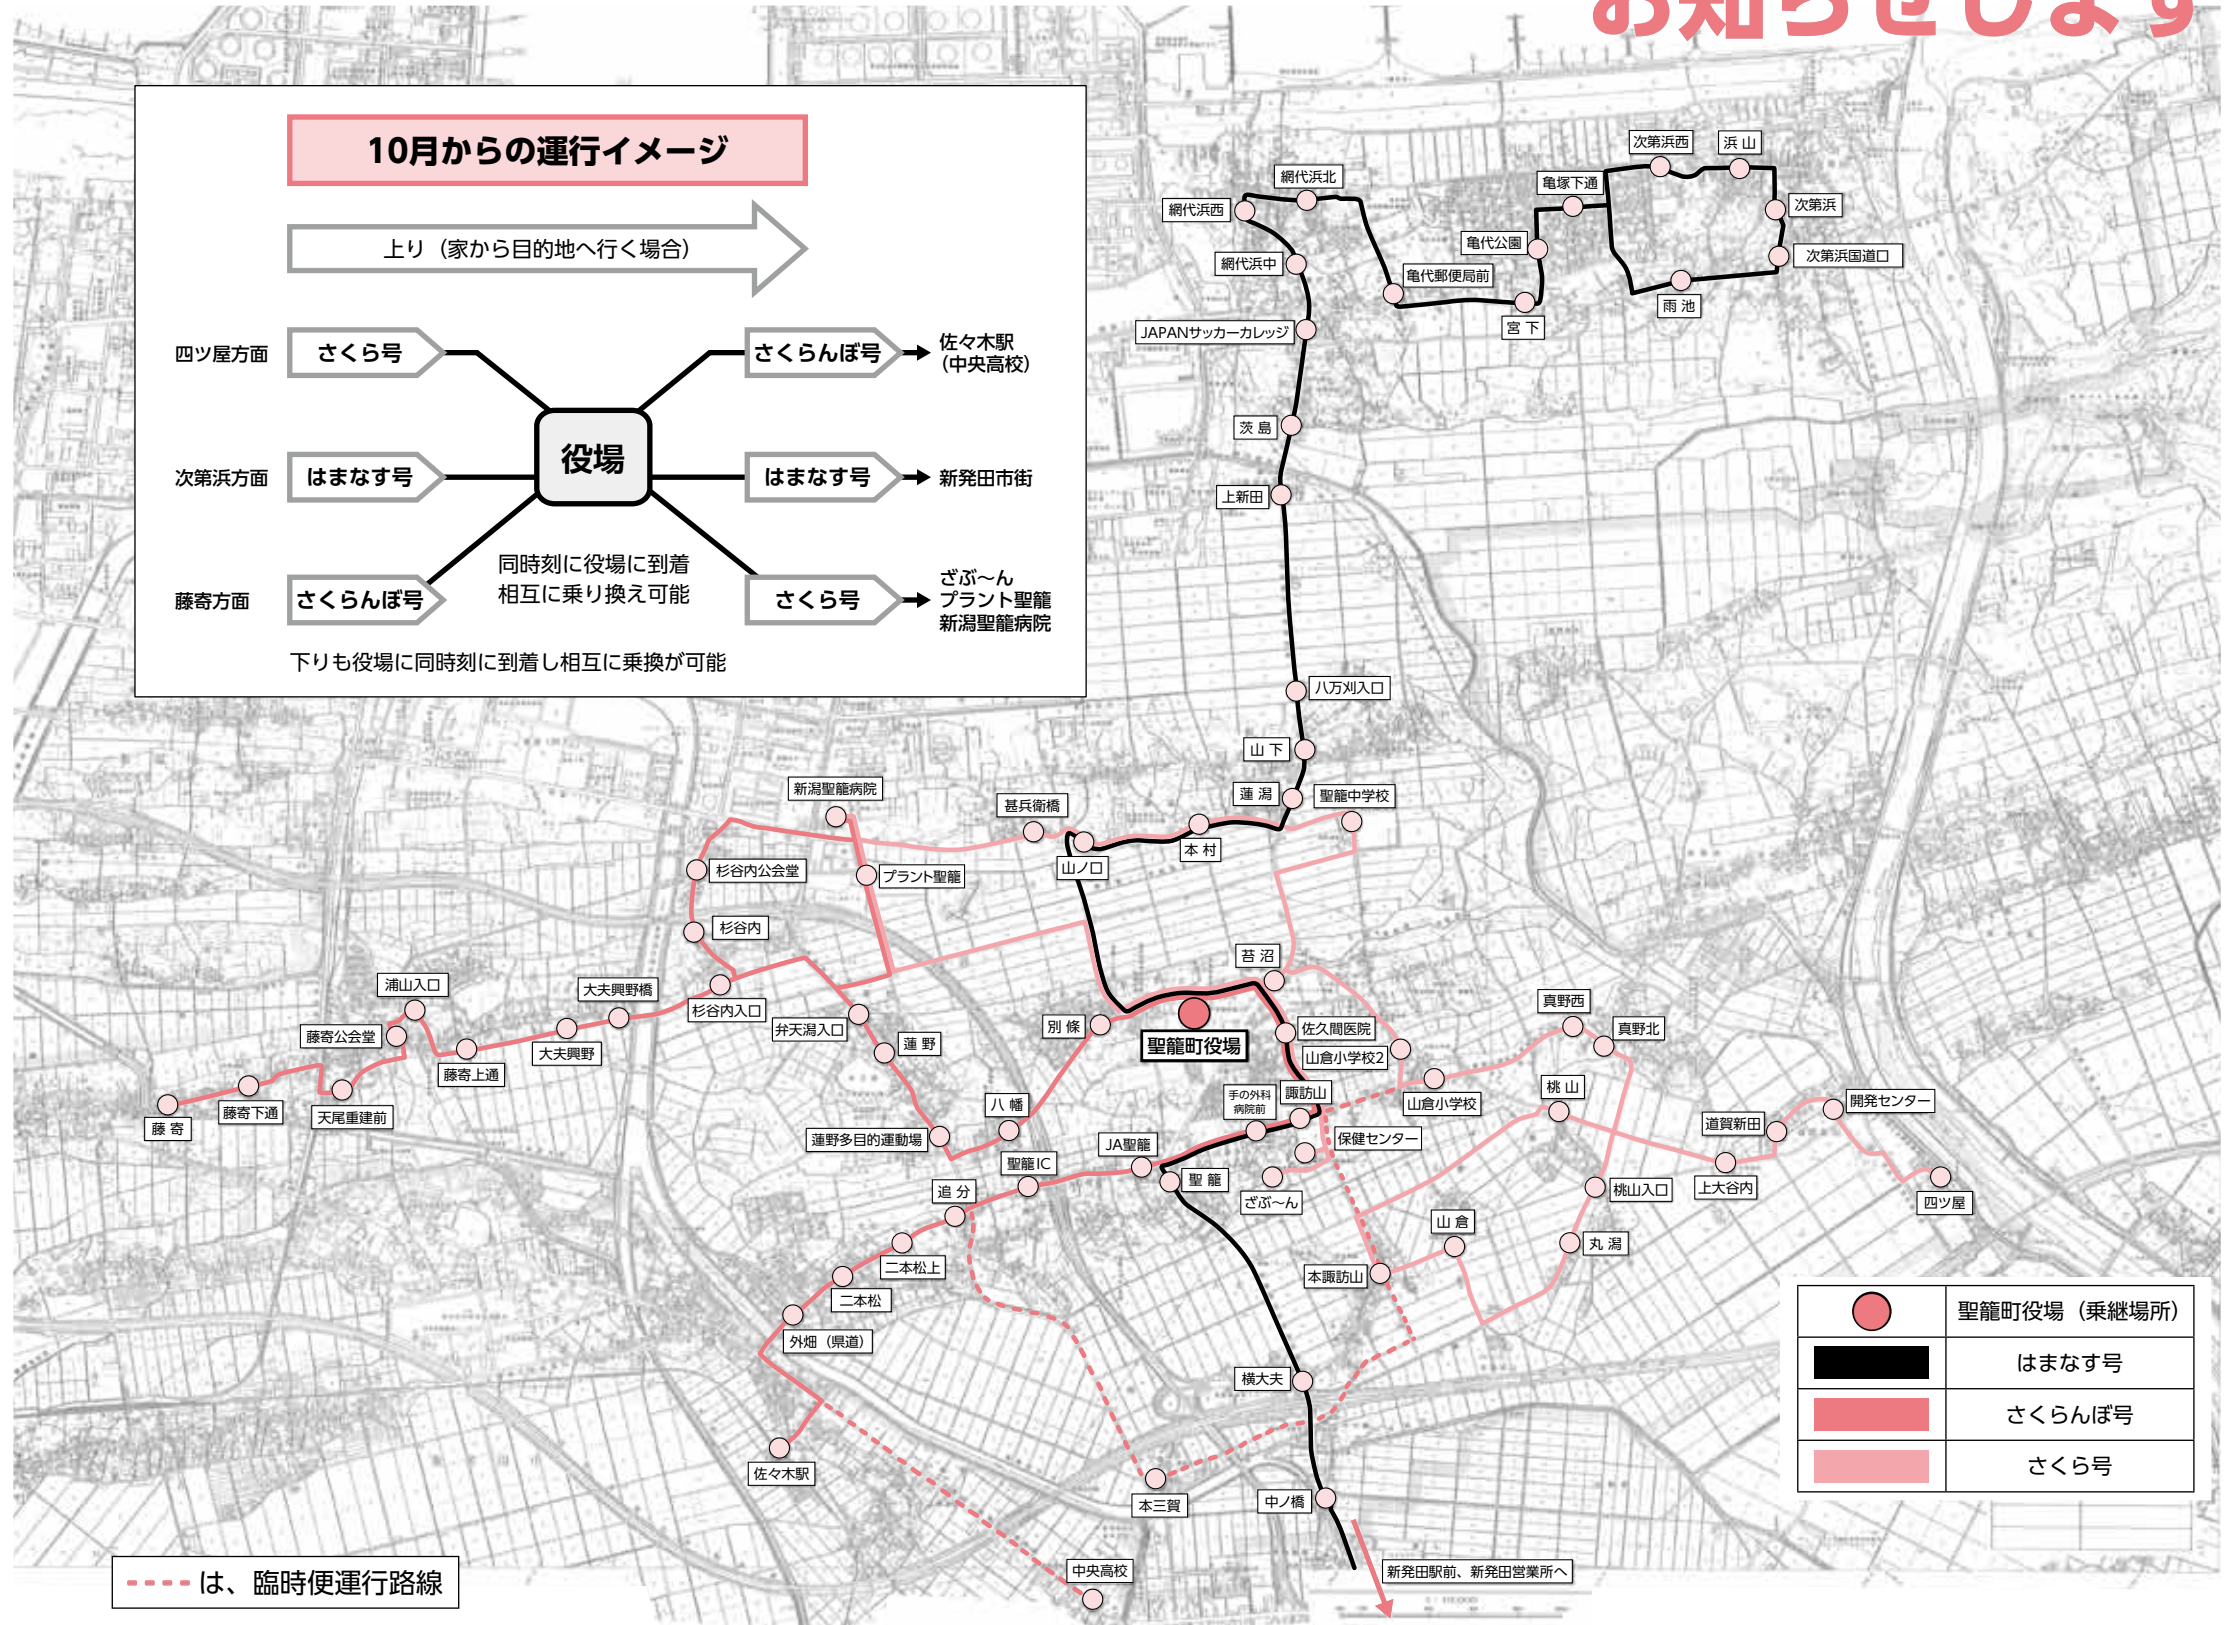 お知らせします
10月からの運行イメージ
上り（家から目的地へ行く場合）
四ツ屋方面
さくら号
さくらんぼ号
佐々木駅
（中央高校）
次第浜方面
はまなす号
役場
はまなす号
新発田市街
藤寄方面
さくらんぼ号
同時刻に役場に到着
相互に乗り換え可能
さくら号
ざぶ～ん
プラント聖籠
新潟聖籠病院
下りも役場に同時刻に到着し相互に乗換が可能
次第浜西
浜 山
網代浜北
亀塚下通
網代浜西
次第浜
亀代公園
網代浜中
次第浜国道口
亀代郵便局前
雨 池
宮 下
JAPANサッカーカレッジ
茨 島
上新田
八万刈入口
山 下
蓮 潟
聖籠中学校
新潟聖籠病院
甚兵衛橋
本 村
山ノ口
杉谷内公会堂
プラント聖籠
杉谷内
苔 沼
浦山入口
大夫興野橋
杉谷内入口
弁天潟入口
別 條
聖籠町役場
佐久間医院
真野西
真野北
藤寄公会堂
大夫興野
蓮 野
山倉小学校2
藤寄上通
桃 山
手の外科
病院前
諏訪山
山倉小学校
開発センター
藤寄下通
天尾重建前
藤 寄
八 幡
道賀新田
蓮野多目的運動場
JA聖籠
保健センター
聖籠IC
聖 籠
ざぶ～ん
桃山入口
上大谷内
四ツ屋
追 分
山 倉
丸 潟
二本松上
本諏訪山
二本松
外畑（県道）
横大夫
佐々木駅
本三賀
中ノ橋
中央高校
新発田駅前、新発田営業所へ
聖籠町役場（乗継場所）
はまなす号
さくらんぼ号
さくら号
は、臨時便運行路線